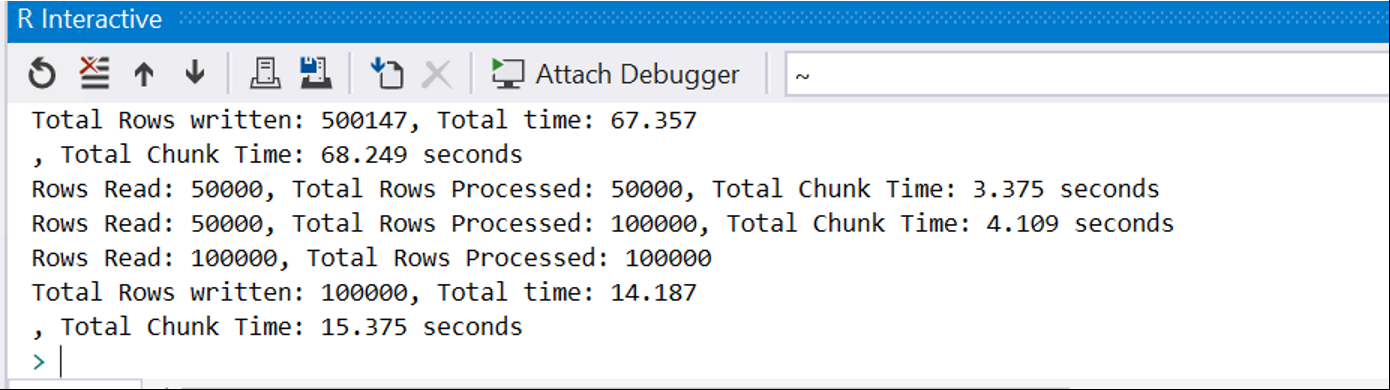 R Interactive
Attach Debugger
~
Total Rows written: 500147, Total time: 67.357
, Total Chunk Time: 68.249 seconds
Rows Read: 50000, Total Rows Processed: 50000, Total Chunk Time: 3.375 seconds
Rows Read: 50000, Total Rows Processed: 100000, Total Chunk Time: 4.109 seconds
Rows Read: 100000, Total Rows Processed: 100000
Total Rows written: 100000, Total time: 14.187
, Total Chunk Time: 15.375 seconds
>